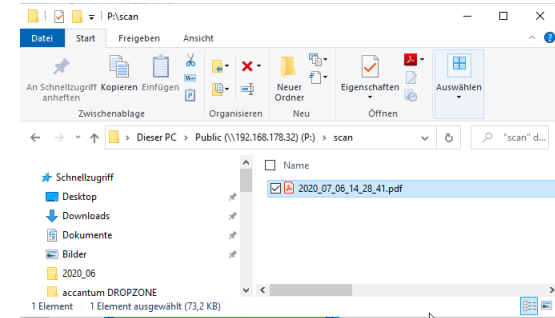 P:\scan
Datei Start Freigeben Ansicht
An Schnellzugriff anheften
Kopieren
Einfügen
Neuer Ordner
Eigenschaften
Auswählen
Zwischenablage Organisieren Neu Öffnen
Dieser PC > Public (\\192.168.178.32) (P:) > scan
"scan" d...
Name
Schnellzugriff
2020_07_06_14_28_41.pdf
Desktop
Downloads
Dokumente
Bilder
2020_06
accantum DROPZONE
1 Element 1 Element ausgewählt (73,2 KB)